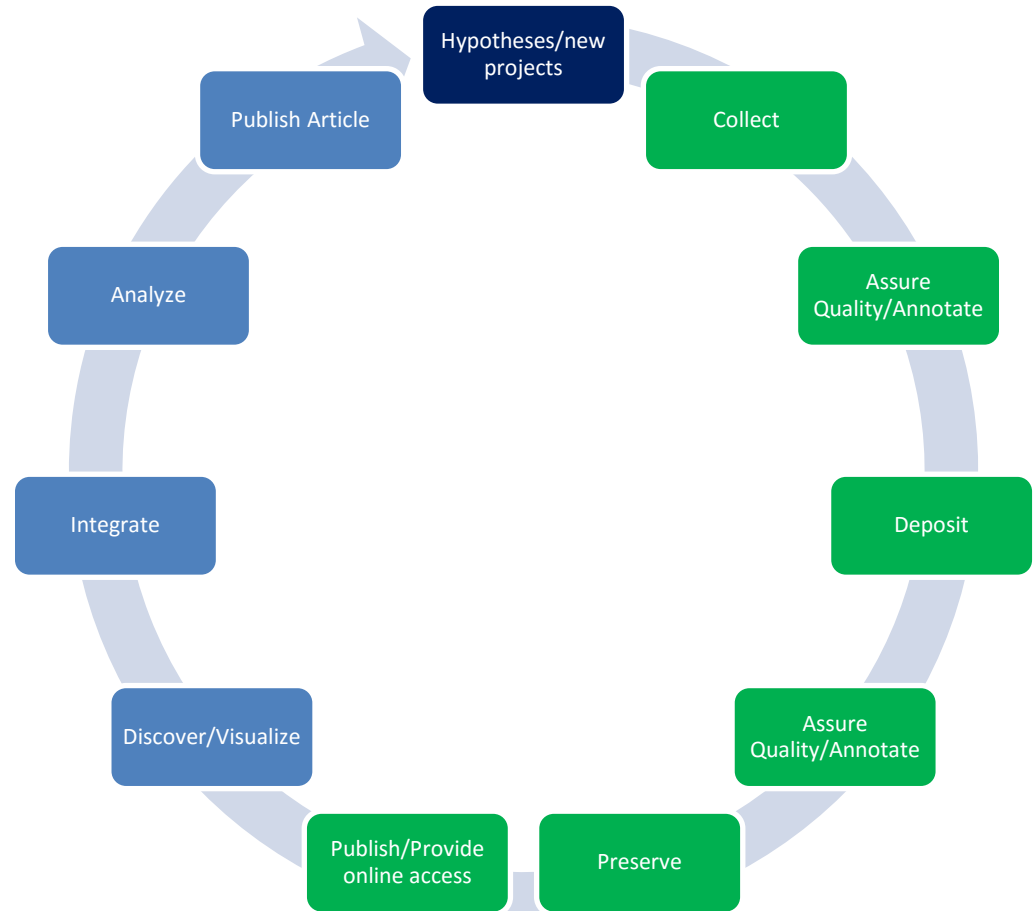 Hypotheses/new
projects
Collect
Assure
Quality/Annotate
Deposit
Assure
Quality/Annotate
Preserve
Publish/Provide
online access
Discover/Visualize
Integrate
Analyze
Publish Article